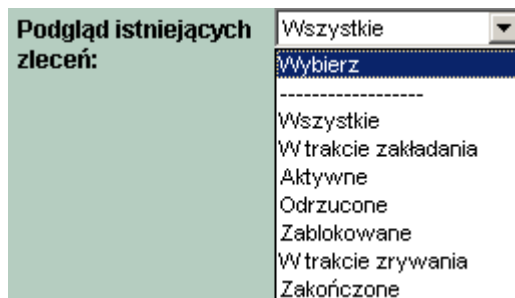 Podgląd istniejących
zleceń:
Wszystkie
Wybierz
------------------
Wszystkie
W trakcie zakładania
Aktywne
Odrzucone
Zablokowane
W trakcie zrywania
Zakończone